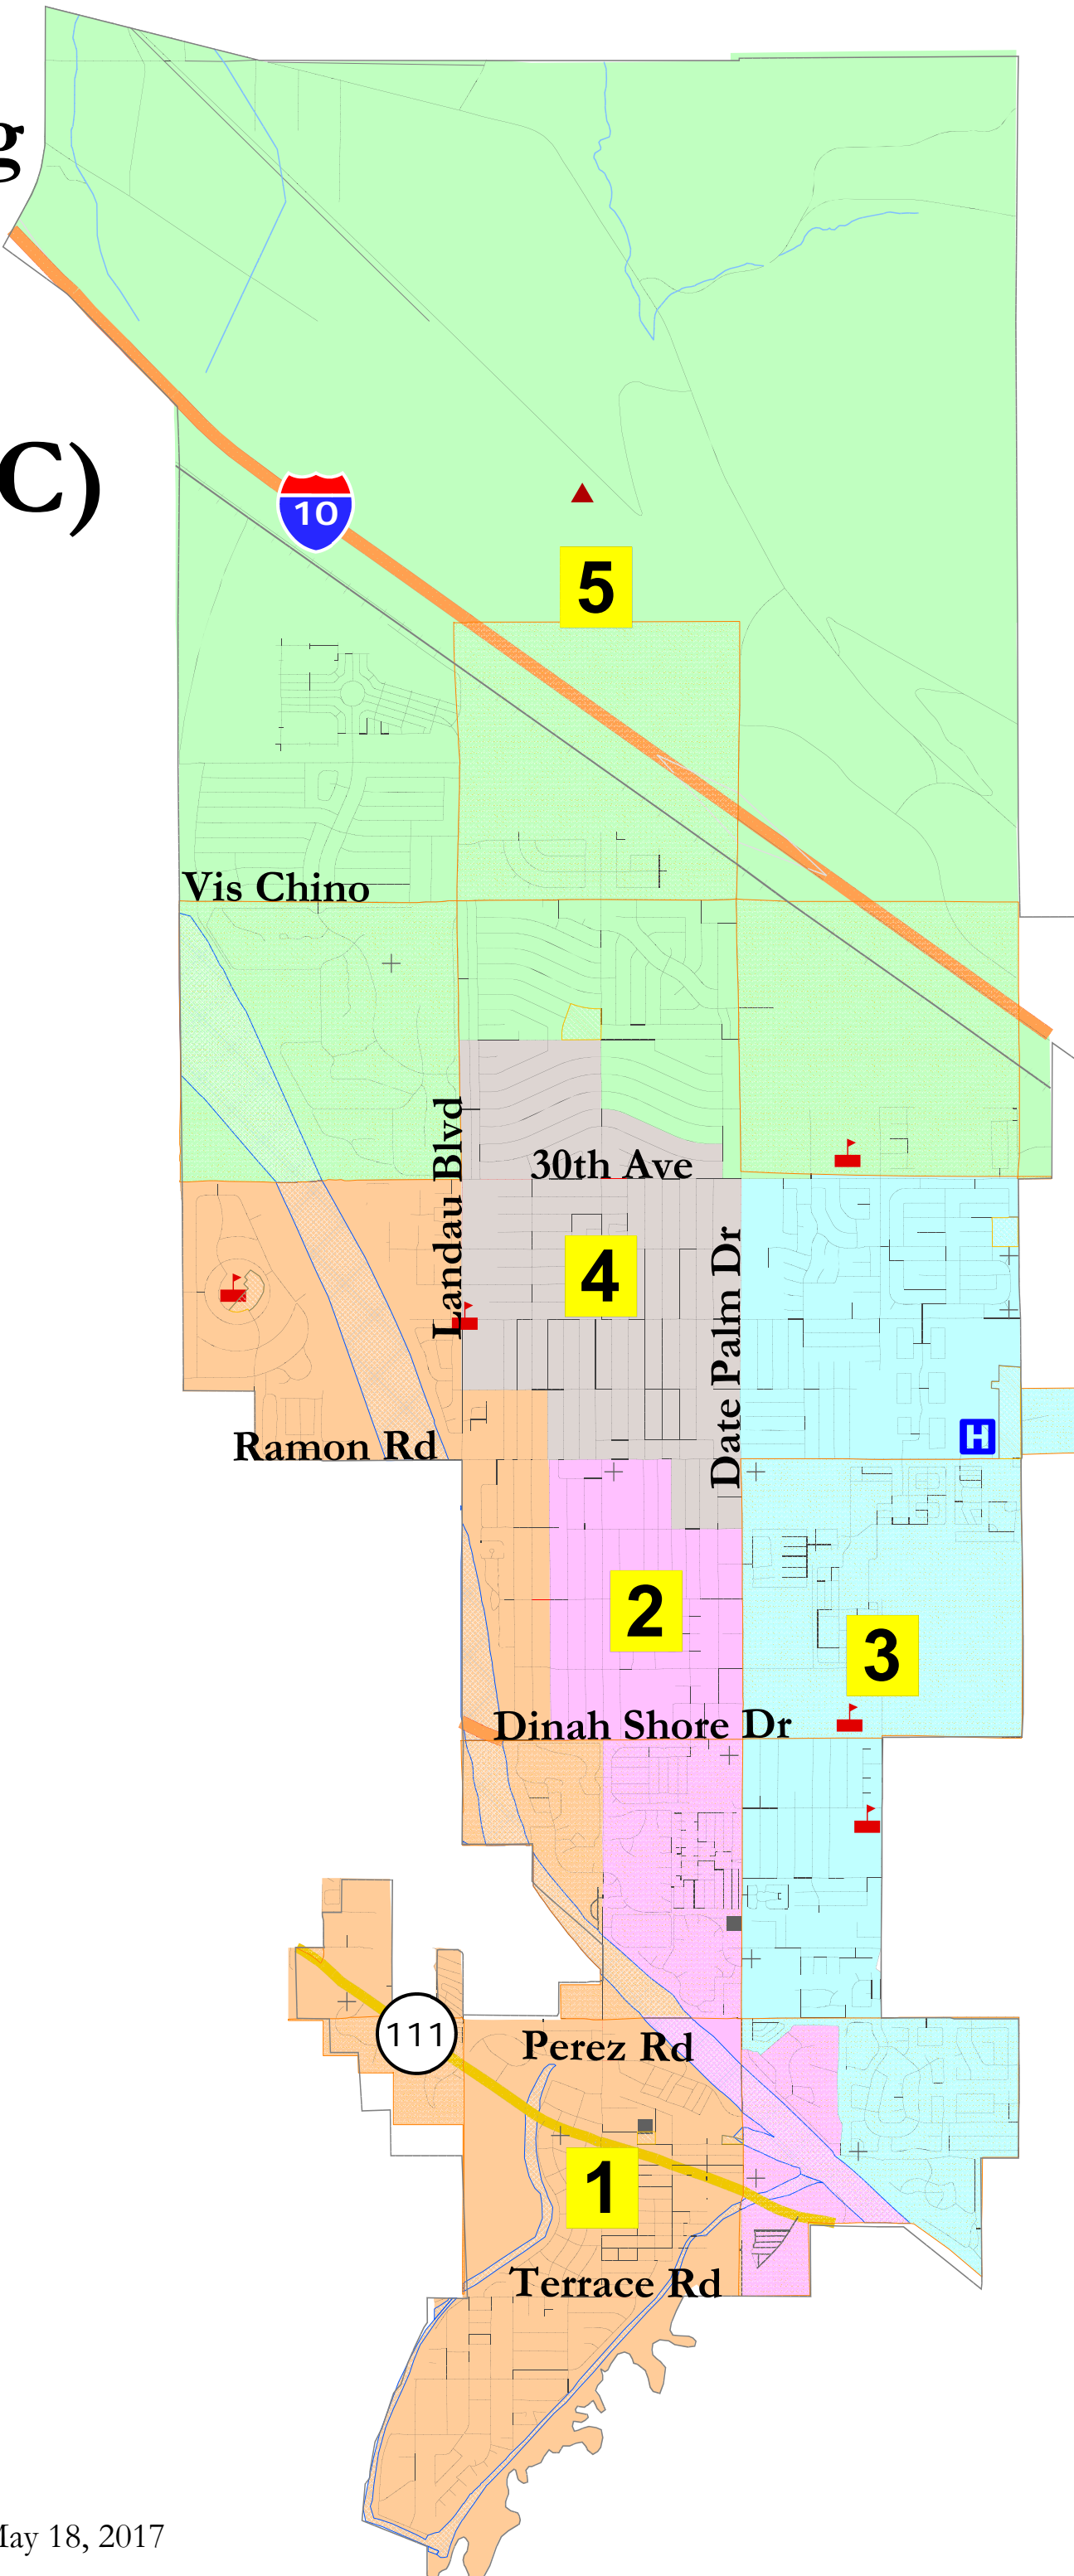 g
C)
10
5
Vis Chino
Landau Blvd
30th Ave
4
Date Palm Dr
H
Ramon Rd
2
3
Dinah Shore Dr
111
Perez Rd
1
Terrace Rd
May 18, 2017